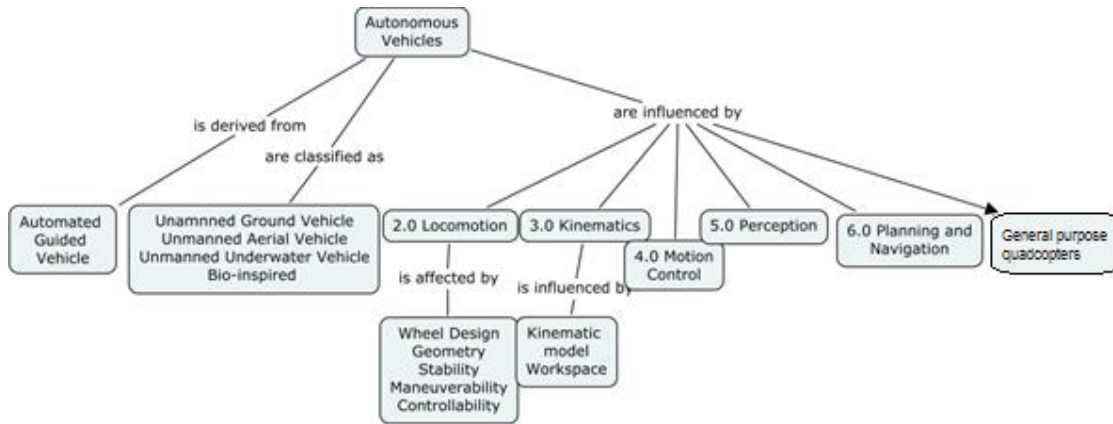 Autonomous
Vehicles
is derived from
are classified as
are influenced by
Automated
Guided
Vehicle
Unamnned Ground Vehicle
Unmanned Aerial Vehicle
Unmanned Underwater Vehicle
Bio-inspired
2.0 Locomotion
3.0 Kinematics
4.0 Motion
Control
5.0 Perception
6.0 Planning and
Navigation
General purpose
quadcopters
is affected by
is influenced by
Wheel Design
Geometry
Stability
Maneuverability
Controllability
Kinematic
model
Workspace